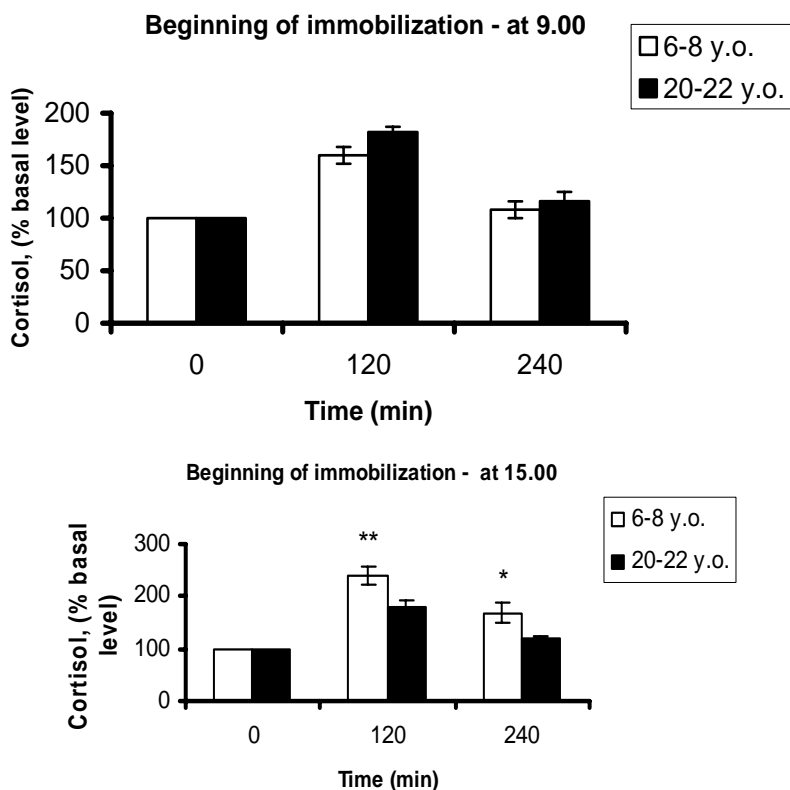 Beginning of immobilization - at 9.00
6-8 y.o.
20-22 y.o.
Cortisol, (% basal level)
200
150
100
50
0
0 120 240
Time (min)
Beginning of immobilization - at 15.00
6-8 y.o.
20-22 y.o.
Cortisol, (% basal
level)
300
200
100
0
** *
0 120 240
Time (min)